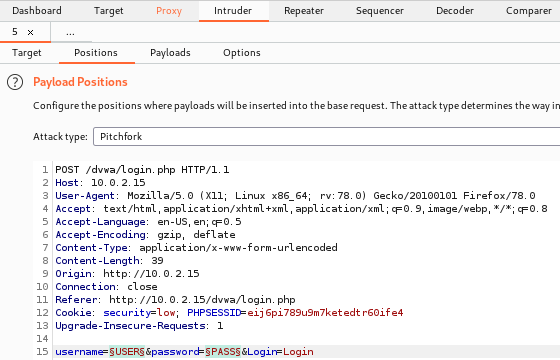 Dashboard Target Proxy Intruder Repeater Sequencer Decoder Comparer
5 × ...
Target Positions Payloads Options
? Payload Positions
Configure the positions where payloads will be inserted into the base request. The attack type determines the way in
Attack type: Pitchfork
1 POST /dvwa/login.php HTTP/1.1
2 Host: 10.0.2.15
3 User-Agent: Mozilla/5.0 (X11; Linux x86_64; rv:78.0) Gecko/20100101 Firefox/78.0
4 Accept: text/html,application/xhtml+xml,application/xml;q=0.9,image/webp,*/*;q=0.8
5 Accept-Language: en-US,en;q=0.5
6 Accept-Encoding: gzip, deflate
7 Content-Type: application/x-www-form-urlencoded
8 Content-Length: 39
9 Origin: http://10.0.2.15
10 Connection: close
11 Referer: http://10.0.2.15/dvwa/login.php
12 Cookie: security=low; PHPSESSID=eij6pi789u9m7ketedtr60ife4
13 Upgrade-Insecure-Requests: 1
14
15 username=§USER§&password=§PASS§&Login=Login